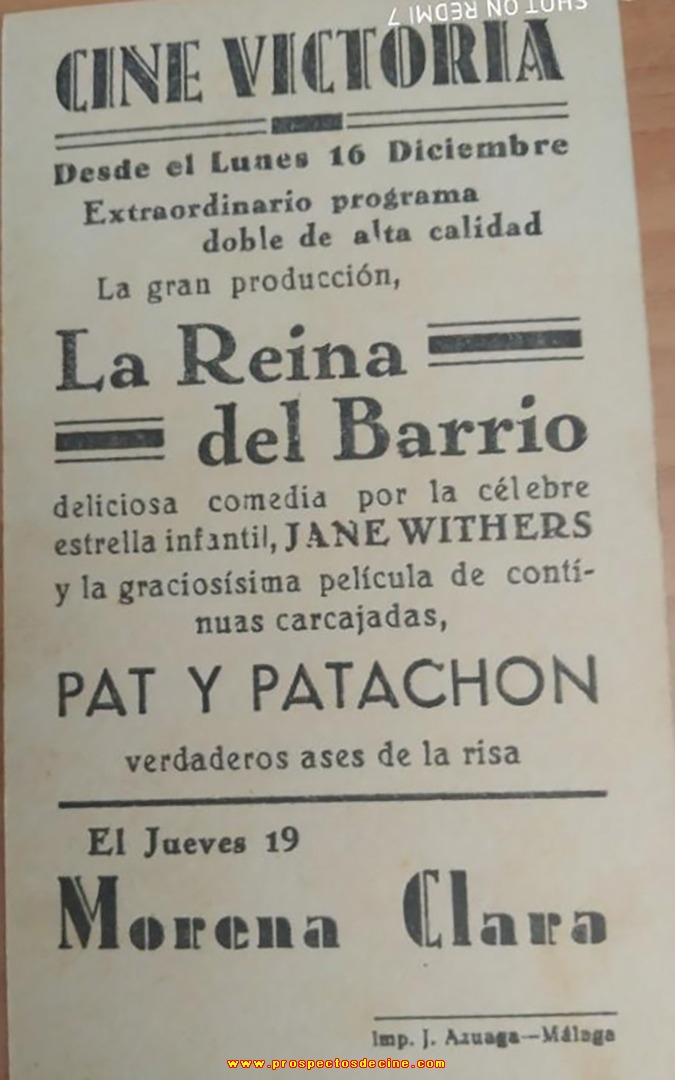 SHOT ON REDMI 7
CINE VICTORIA
Desde el Lunes 16 Diciembre
Extraordinario programa
doble de alta calidad
La gran producción,
La Reina
del Barrio
deliciosa comedia por la célebre
estrella infantil, JANE WITHERS
y la graciosísima película de contí-
nuas carcajadas,
PAT Y PATACHON
verdaderos ases de la risa
El Jueves 19
Morena Clara
Imp. J. Azuaga—Málaga
www.prospectosdecine.com